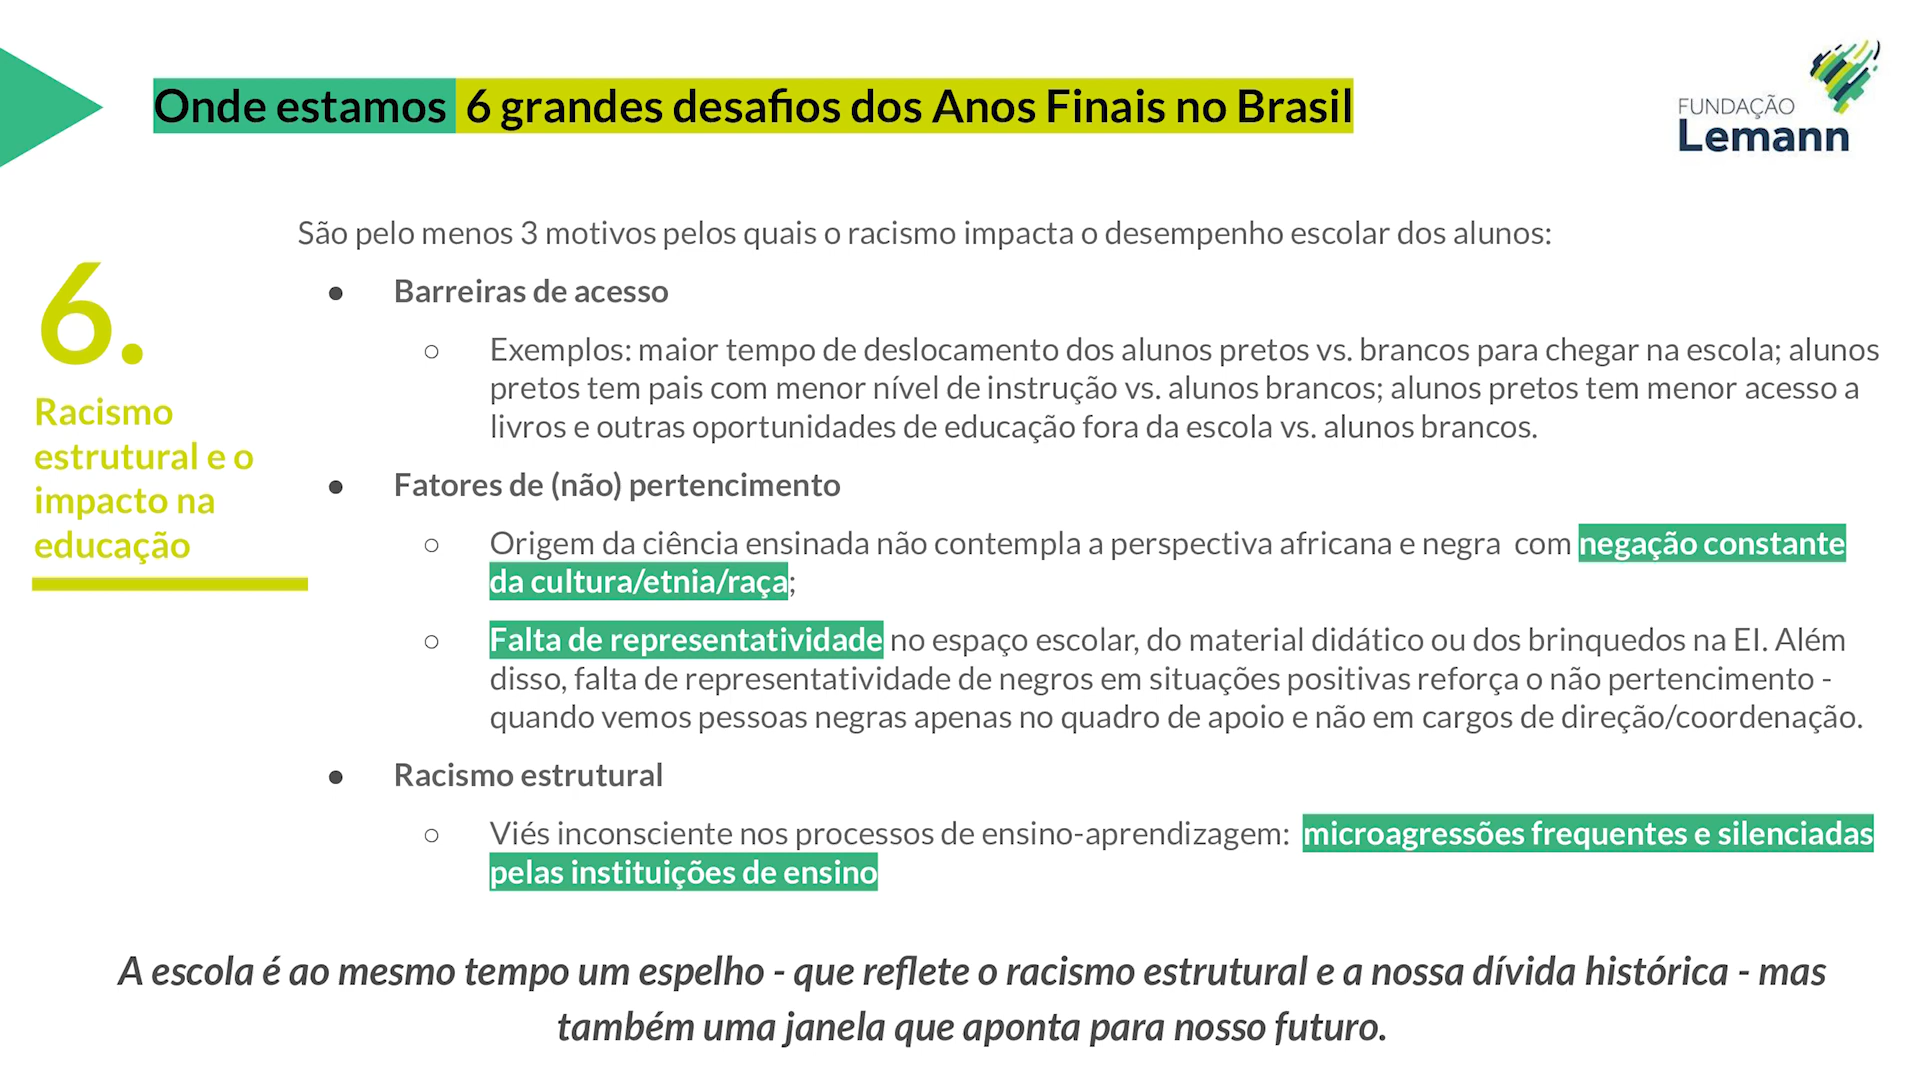 Onde estamos 6 grandes desafios dos Anos Finais no Brasil
FUNDAÇÃO
Lemann
6.
Racismo
estrutural e o
impacto na
educação
São pelo menos 3 motivos pelos quais o racismo impacta o desempenho escolar dos alunos:
● Barreiras de acesso
○ Exemplos: maior tempo de deslocamento dos alunos pretos vs. brancos para chegar na escola; alunos
pretos tem pais com menor nível de instrução vs. alunos brancos; alunos pretos tem menor acesso a
livros e outras oportunidades de educação fora da escola vs. alunos brancos.
● Fatores de (não) pertencimento
○ Origem da ciência ensinada não contempla a perspectiva africana e negra com negação constante
da cultura/etnia/raça;
○ Falta de representatividade no espaço escolar, do material didático ou dos brinquedos na EI. Além
disso, falta de representatividade de negros em situações positivas reforça o não pertencimento -
quando vemos pessoas negras apenas no quadro de apoio e não em cargos de direção/coordenação.
● Racismo estrutural
○ Viés inconsciente nos processos de ensino-aprendizagem: microagressões frequentes e silenciadas
pelas instituições de ensino
A escola é ao mesmo tempo um espelho - que reflete o racismo estrutural e a nossa dívida histórica - mas
também uma janela que aponta para nosso futuro.